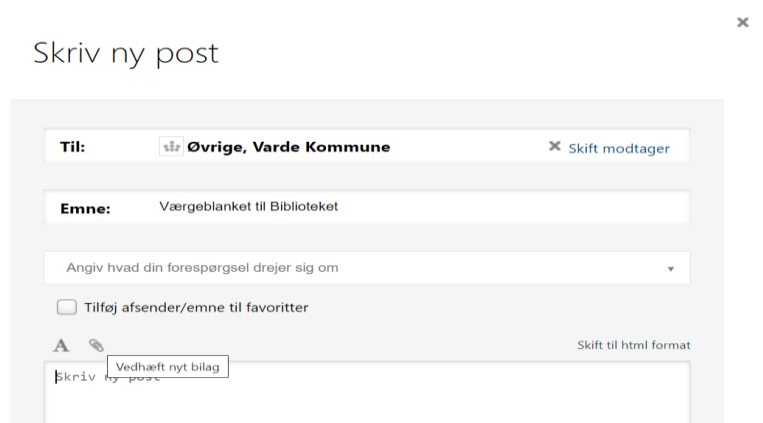 Skriv ny post
Til: Øvrige, Varde Kommune Skift modtager
Emne: Værgeblanket til Biblioteket
Angiv hvad din forespørgsel drejer sig om
Tilføj afsender/emne til favoritter
A Skift til html format
Vedhæft nyt bilag
Skriv ny post